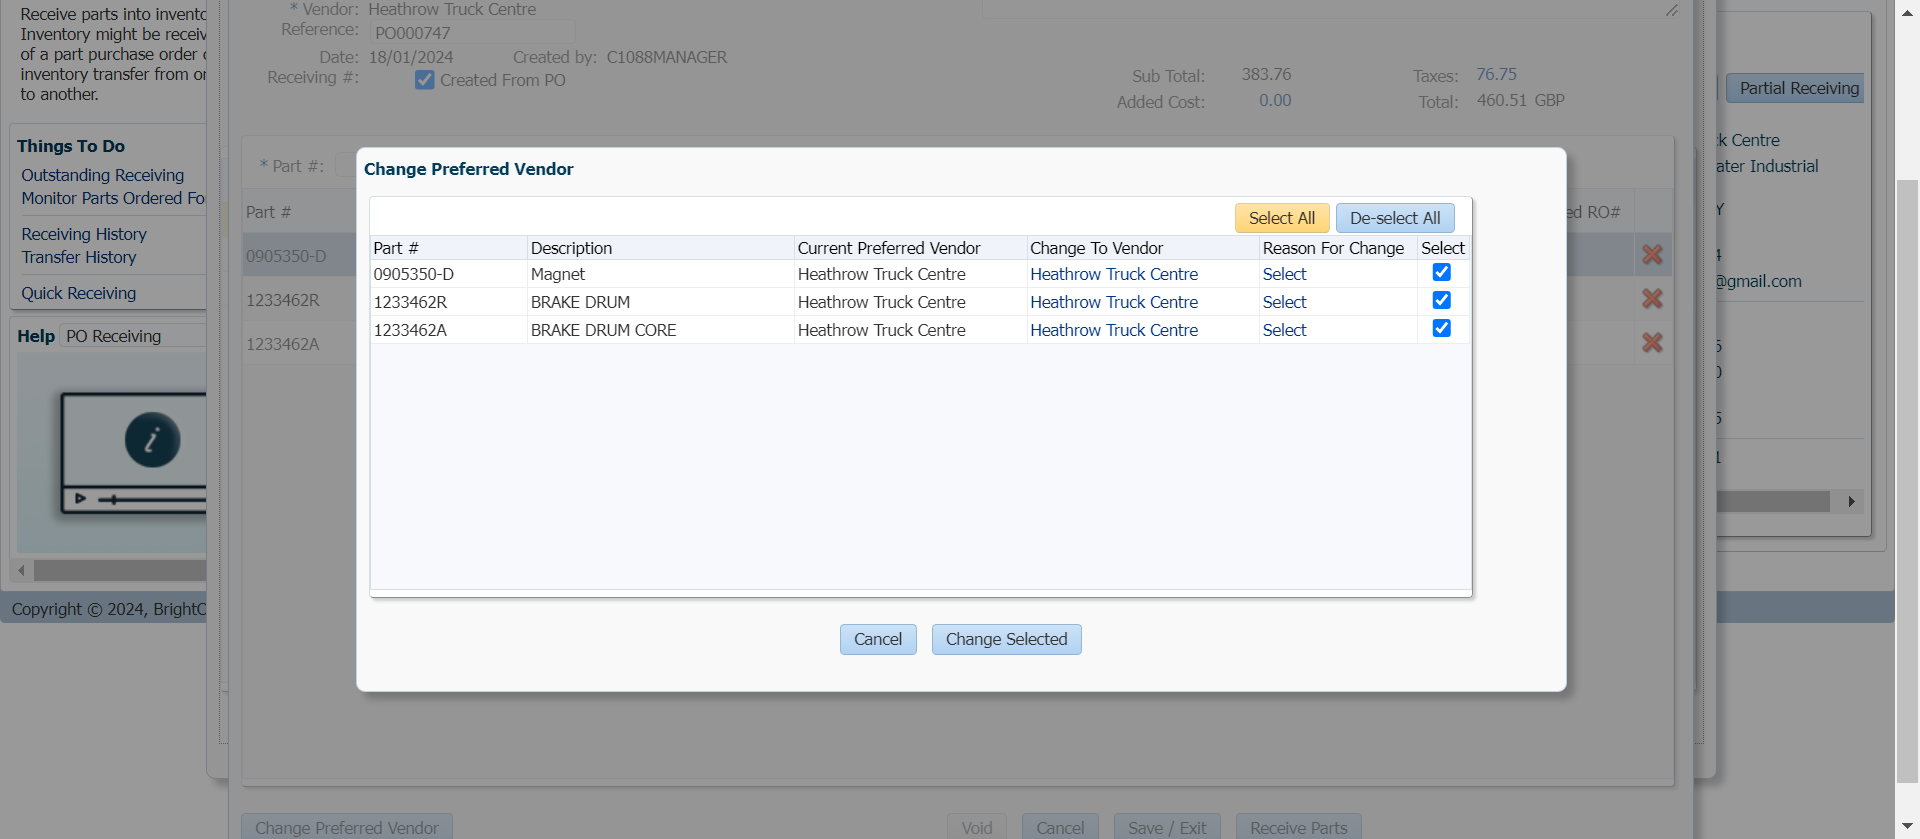 Receive parts into invento
Inventory might be receiv
of a part purchase order
inventory transfer from or
to another.
Things To Do
Outstanding Receiving
Monitor Parts Ordered Fo
Receiving History
Transfer History
Quick Receiving
Help PO Receiving
Copyright © 2024, Bright
* Vendor: Heathrow Truck Centre
Reference: PO000747
Date: 18/01/2024 Created by: C1088MANAGER
Receiving #: Created From PO
Sub Total: 383.76 Taxes: 76.75
Added Cost: 0.00 Total: 460.51 GBP
* Part #:
Part # ed RO#
0905350-D
1233462R
1233462A
Change Preferred Vendor
Select All De-select All
Part # Description Current Preferred Vendor Change To Vendor Reason For Change Select
0905350-D Magnet Heathrow Truck Centre Heathrow Truck Centre Select
1233462R BRAKE DRUM Heathrow Truck Centre Heathrow Truck Centre Select
1233462A BRAKE DRUM CORE Heathrow Truck Centre Heathrow Truck Centre Select
Cancel Change Selected
Change Preferred Vendor Void Cancel Save / Exit Receive Parts
Partial Receiving
k Centre
ater Industrial
Y
4
@gmail.com
5
0
5
1